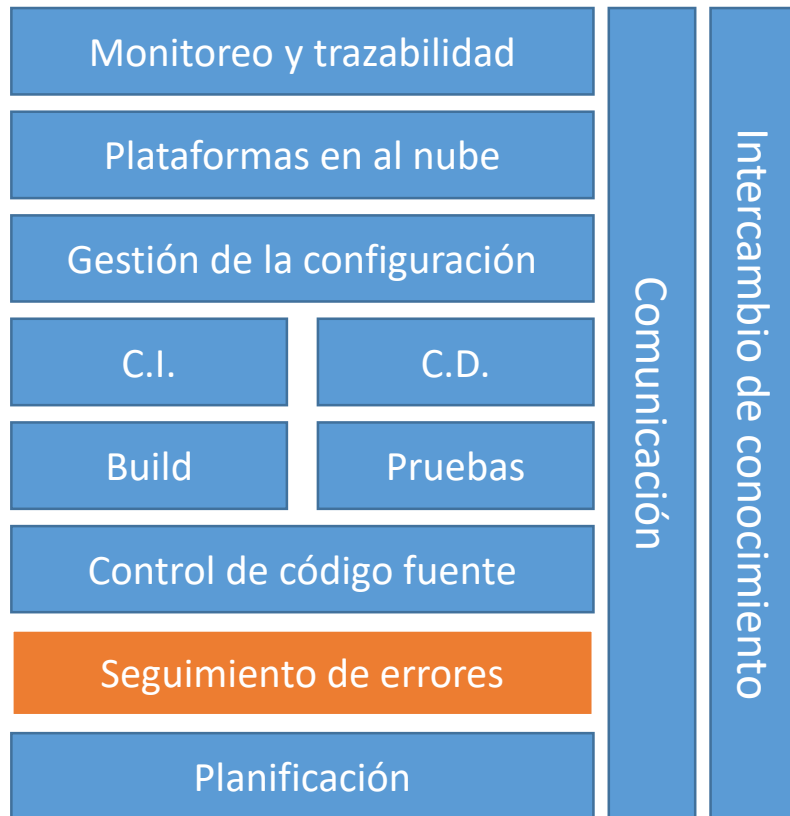 Monitoreo y trazabilidad
Plataformas en al nube
Gestión de la configuración
C.I.
C.D.
Build
Pruebas
Control de código fuente
Seguimiento de errores
Planificación
Comunicación
Intercambio de conocimiento